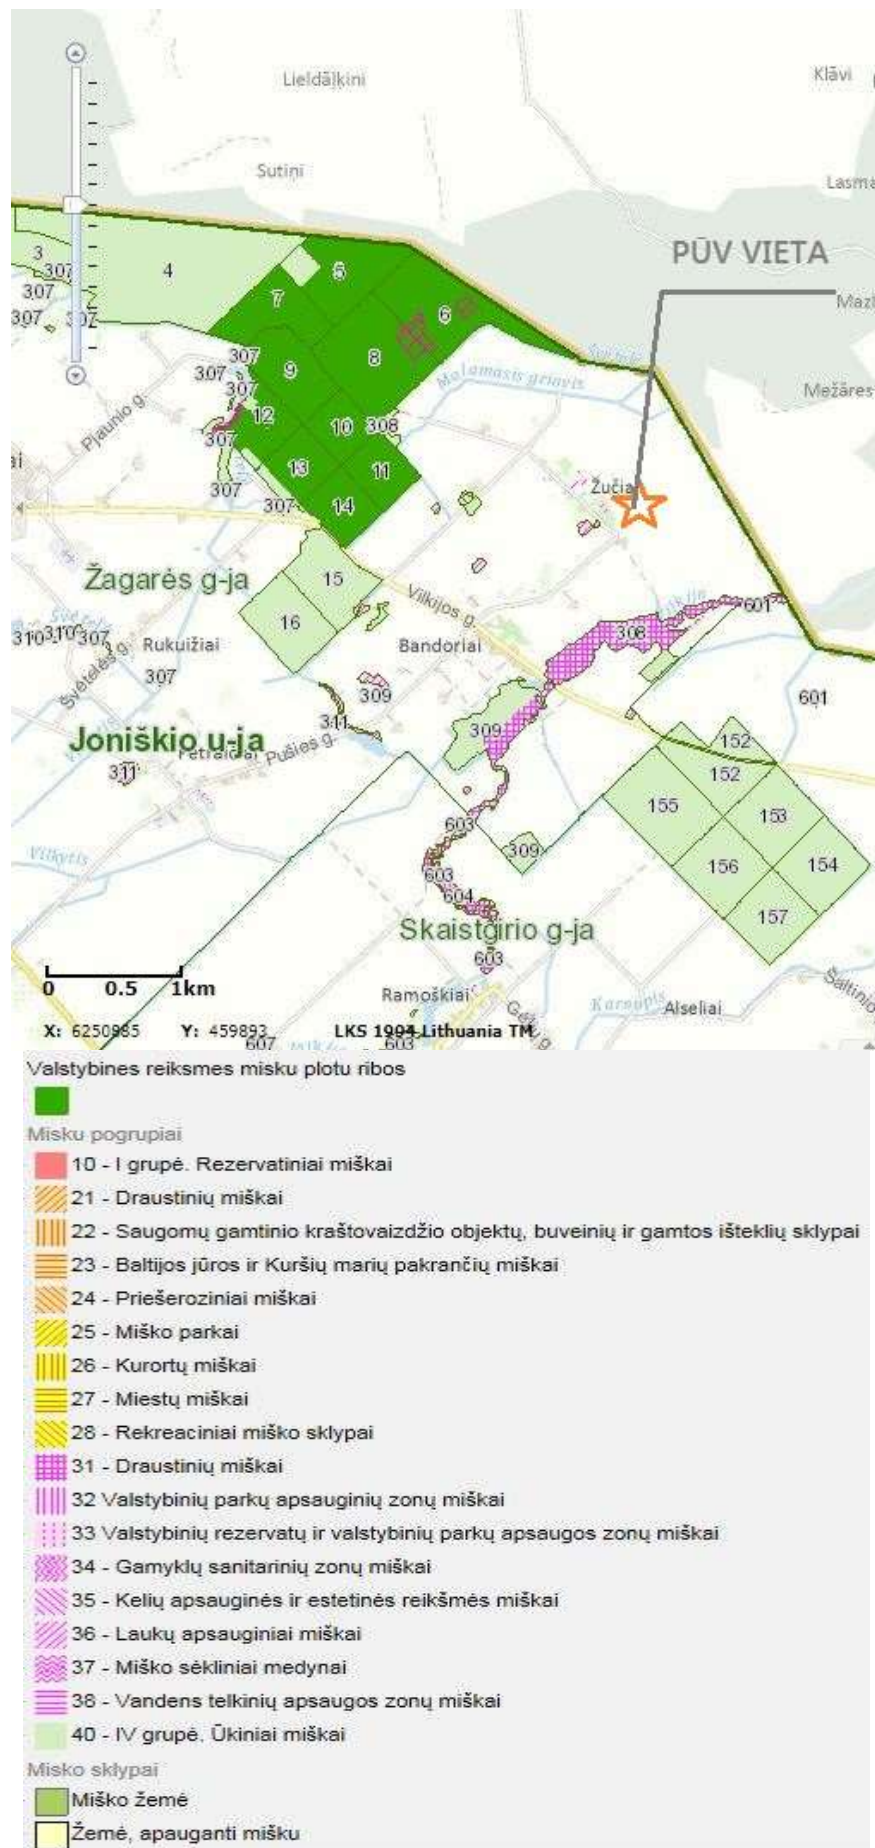 Lieldāļkini
Klāvi
Sutiņi
Lasma
PŪV VIETA
3
307
4
5
7
6
307
307
307
Mazī
8
9
307
307
307
Malamasis griovis
Mežāres
Pjaunio g.
12
10
308
307
13
11
307
307
14
Žučiai
Žagarės g-ja
15
Vilkijos g.
16
601
308
310
310
307
Rukuižiai
Bandoriai
Švėtelės g.
307
309
601
311
309
Joniškio u-ja
Petraičiai
Pušies g.
152
311
152
155
153
603
Vilkytis
309
156
154
603
604
157
Skaistgirio g-ja
603
0 0.5 1km
Ramoškiai
Karnupis
Alseliai
Šaltinio
X: 6250985 Y: 459893 LKS 1994 Lithuania TM
607
603
Valstybines reiksmes misku plotu ribos
Misku pogrupiai
10 - I grupė. Rezervatiniai miškai
21 - Draustinių miškai
22 - Saugomų gamtinio kraštovaizdžio objektų, buveinių ir gamtos išteklių sklypai
23 - Baltijos jūros ir Kuršių marių pakrančių miškai
24 - Priešeroziniai miškai
25 - Miško parkai
26 - Kurortų miškai
27 - Miestų miškai
28 - Rekreaciniai miško sklypai
31 - Draustinių miškai
32 Valstybinių parkų apsauginių zonų miškai
33 Valstybinių rezervatų ir valstybinių parkų apsaugos zonų miškai
34 - Gamyklų sanitarinių zonų miškai
35 - Kelių apsauginės ir estetinės reikšmės miškai
36 - Laukų apsauginiai miškai
37 - Miško sėkliniai medynai
38 - Vandens telkinių apsaugos zonų miškai
40 - IV grupė. Ūkiniai miškai
Misko sklypai
Miško žemė
Žemė, apauganti mišku